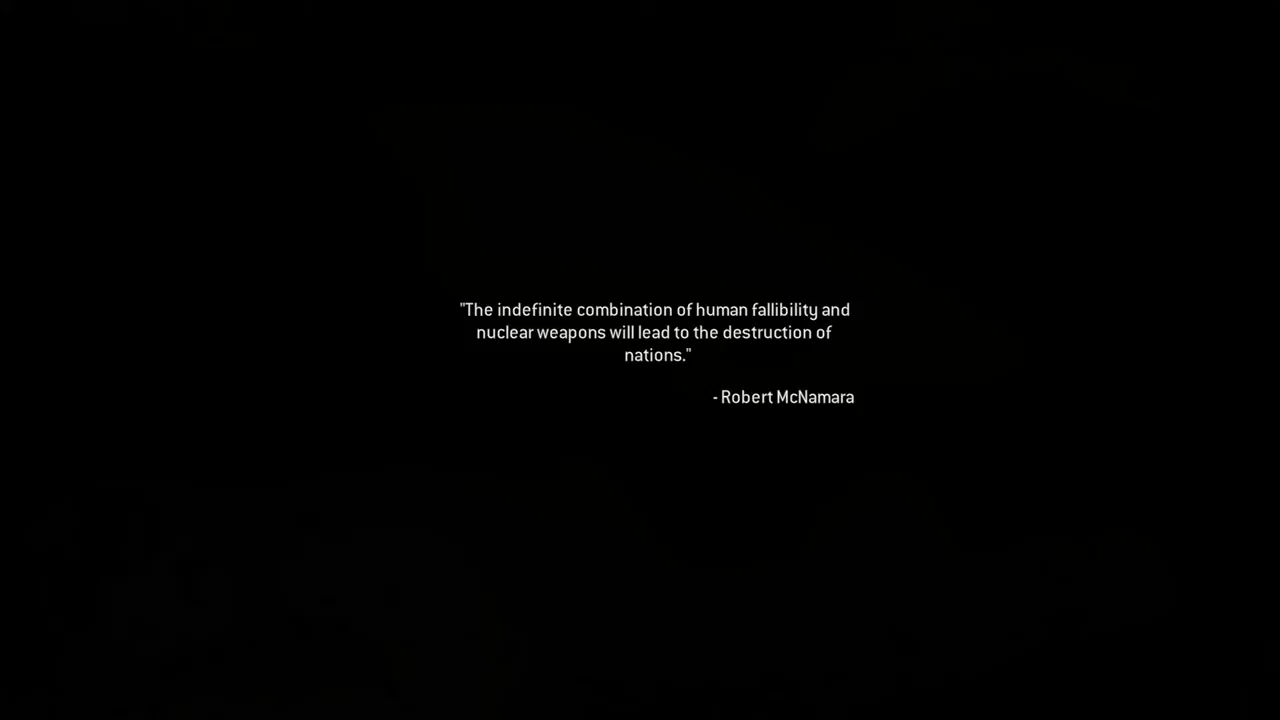 "The indefinite combination of human fallibility and
nuclear weapons will lead to the destruction of
nations."
- Robert McNamara